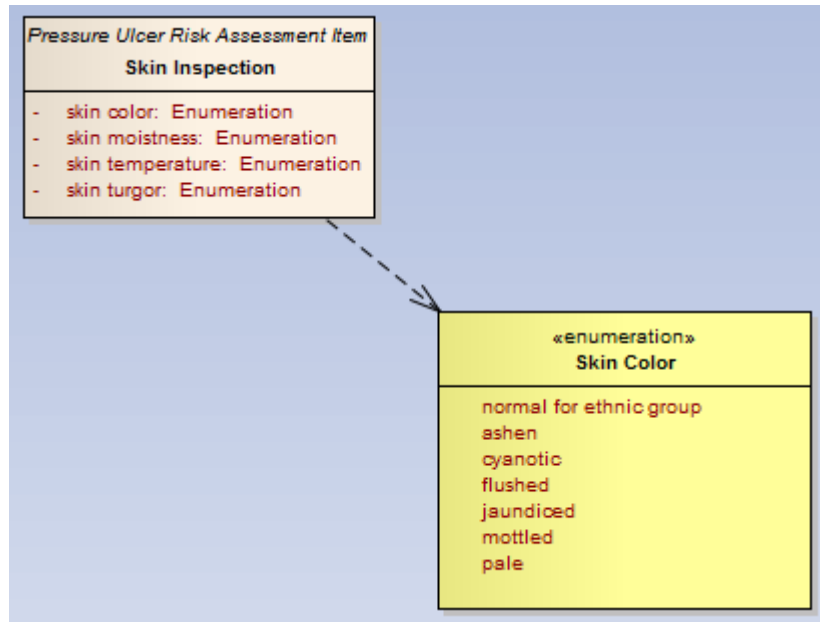 Pressure Ulcer Risk Assessment Item
Skin Inspection
- skin color: Enumeration
- skin moistness: Enumeration
- skin temperature: Enumeration
- skin turgor: Enumeration
«enumeration»
Skin Color
normal for ethnic group
ashen
cyanotic
flushed
jaundiced
mottled
pale